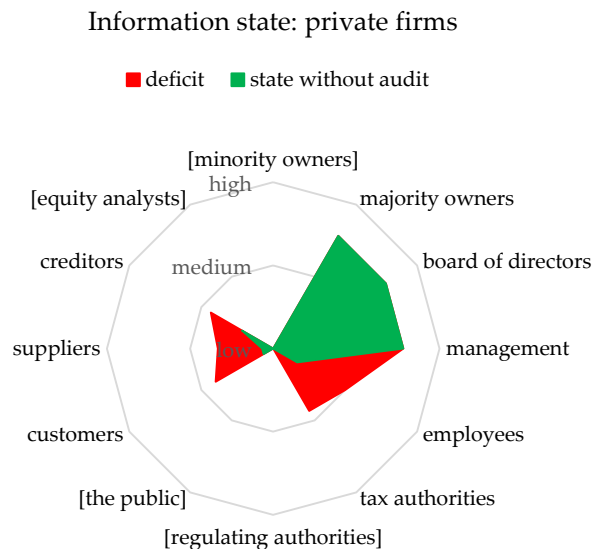 Information state: private firms
deficit
state without audit
[minority owners]
high
[equity analysts]
majority owners
creditors
medium
board of directors
suppliers
low
management
customers
employees
[the public]
tax authorities
[regulating authorities]